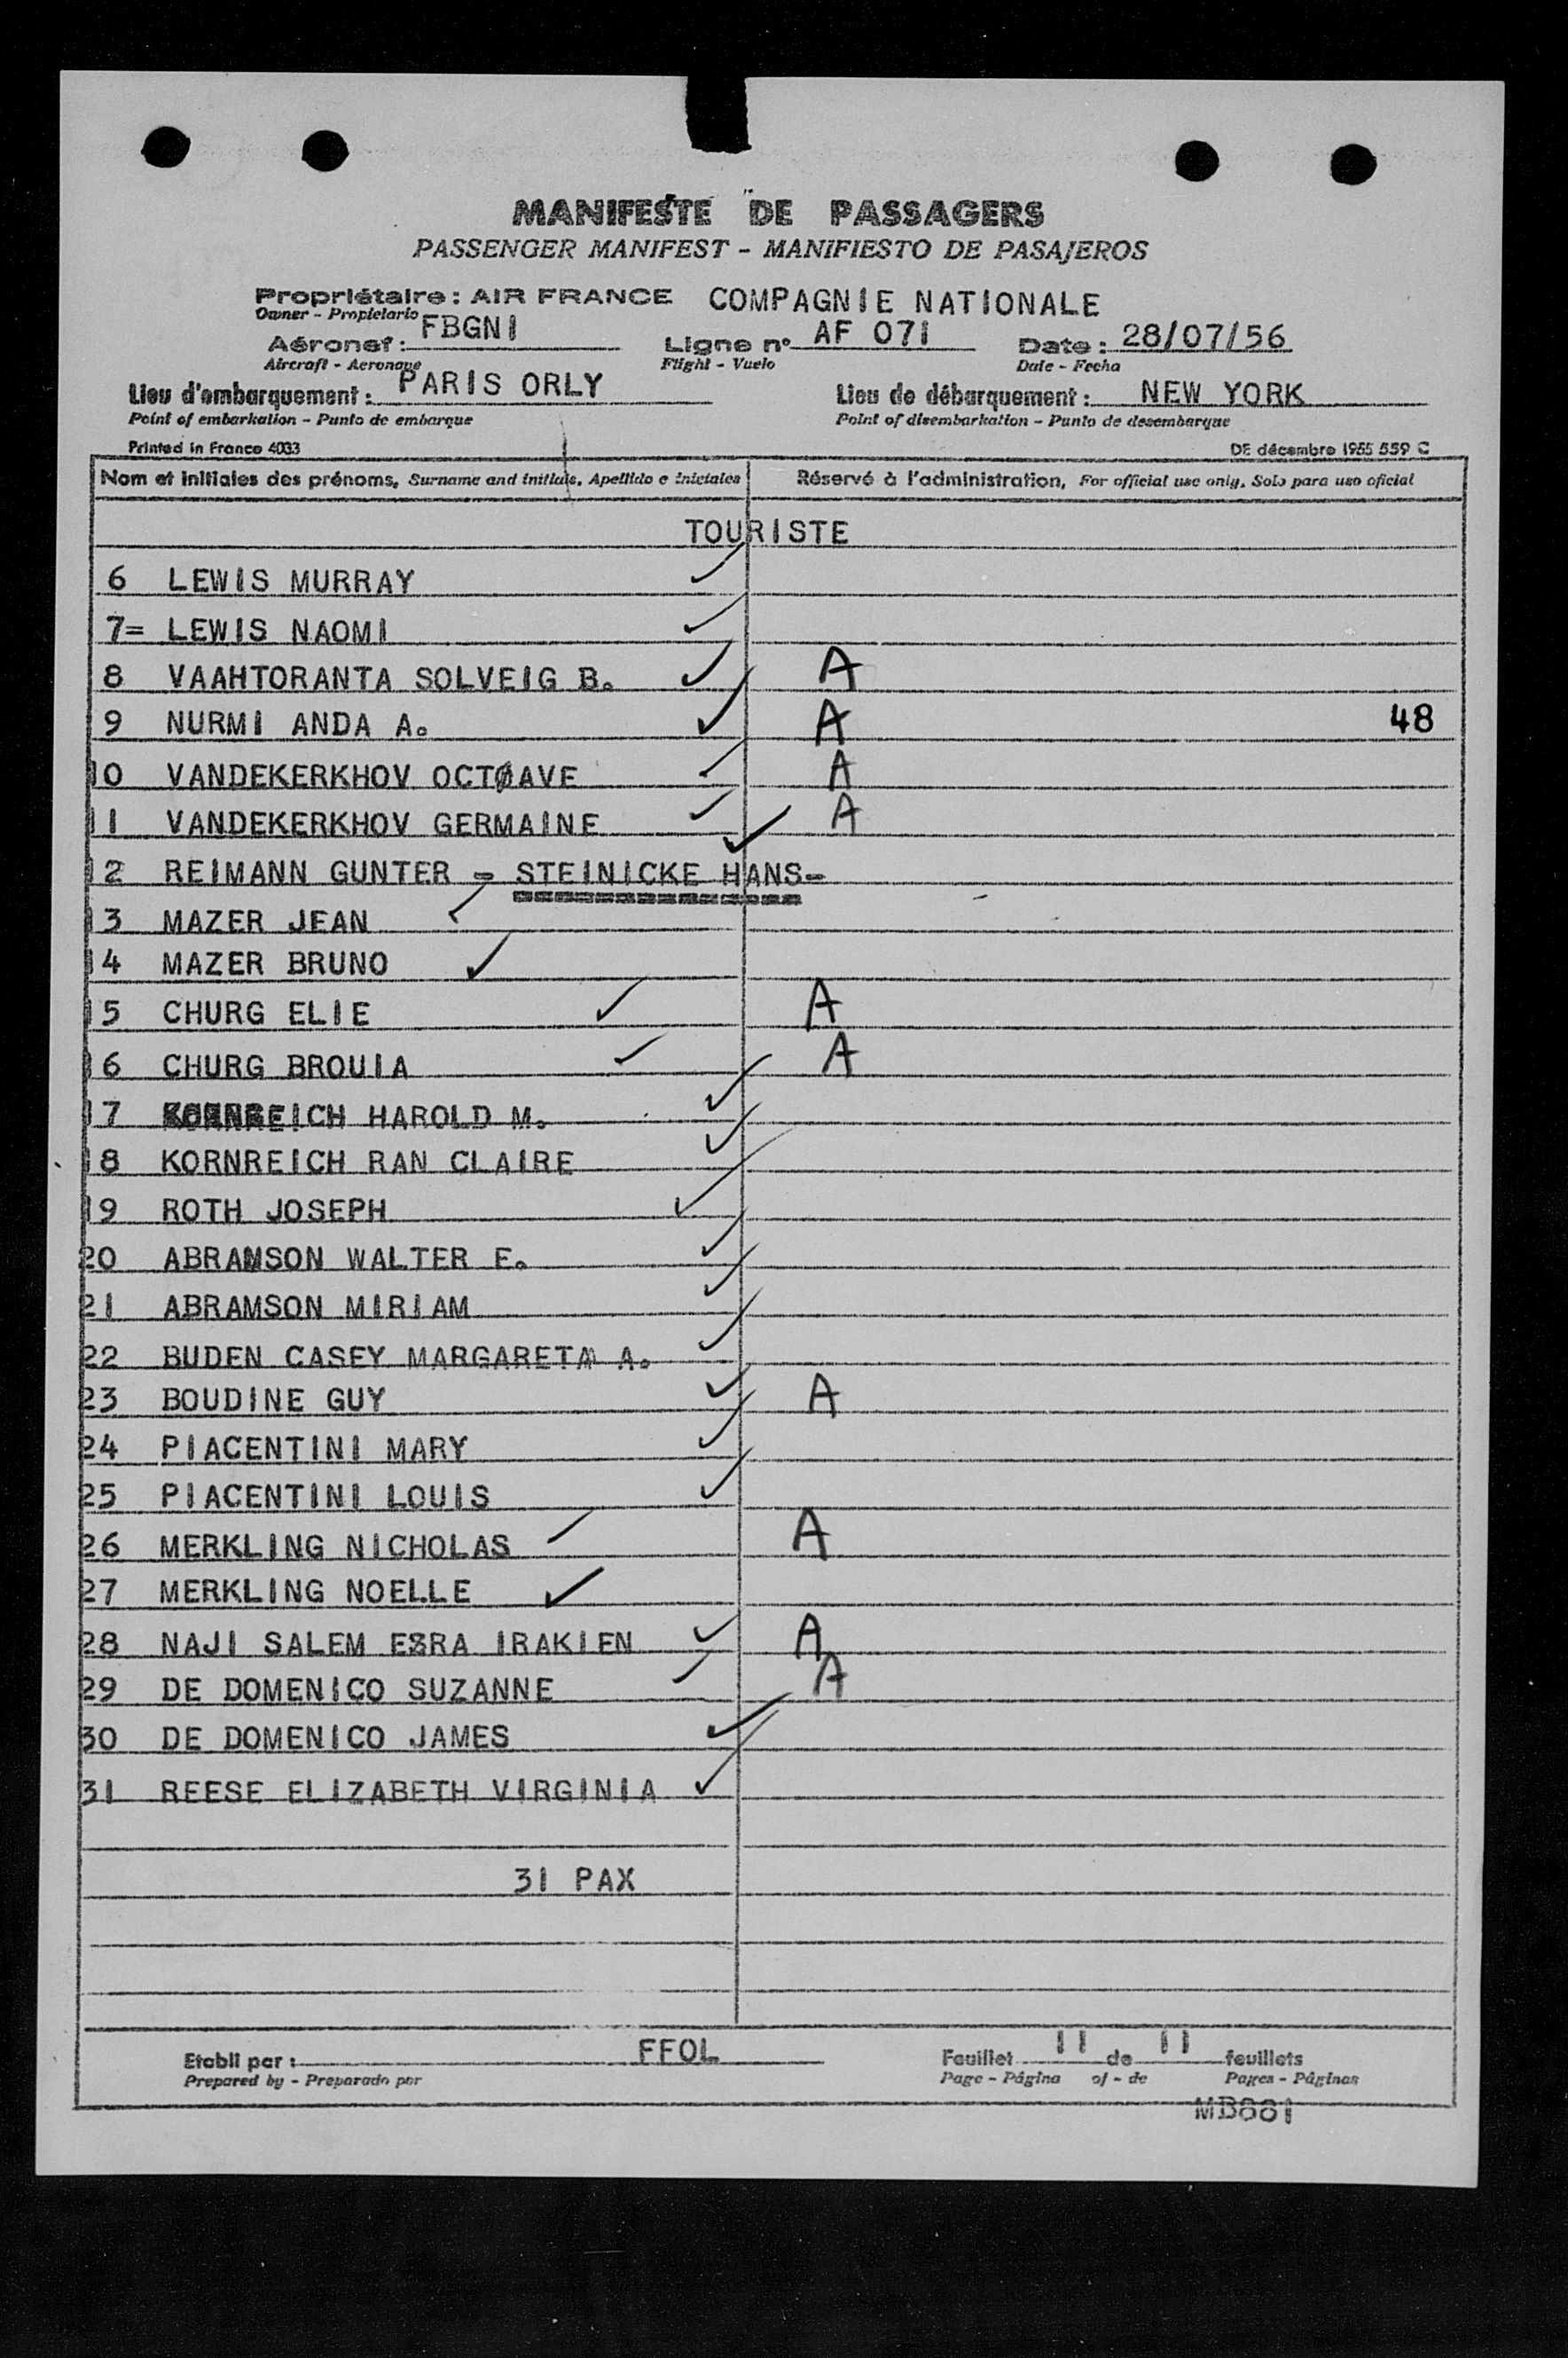 MANIFESTE DE PASSAGERS
PASSENGER MANIFEST - MANIFIESTO DE PASAJEROS
Propriétaire : AIR FRANCE COMPAGNIE NATIONALE
Owner - Propietario
Aéronef : FBGNI Ligne n° AF 071 Date : 28/07/56
Aircraft - Aeronave Flight - Vuelo Date - Fecha
Lieu d'embarquement : PARIS ORLY Lieu de débarquement : NEW YORK
Point of embarkation - Punto de embarque Point of disembarkation - Punto de desembarque
Printed in France 4033 DE décembre 1955 559 C
Nom et initiales des prénoms, Surname and initials, Apellido e iniciales Réservé à l'administration, For official use only, Solo para uso oficial
TOURISTE
6 LEWIS MURRAY
7= LEWIS NAOMI
8 VAAHTORANTA SOLVEIG B. A
9 NURMI ANDA A. A 48
10 VANDEKERKHOV OCTØAVE A
11 VANDEKERKHOV GERMAINE A
12 REIMANN GUNTER = STEINICKE HANS-
13 MAZER JEAN
14 MAZER BRUNO
15 CHURG ELIE A
16 CHURG BROUIA A
17 KORNREICH HAROLD M.
18 KORNREICH RAN CLAIRE
19 ROTH JOSEPH
20 ABRAMSON WALTER E.
21 ABRAMSON MIRIAM
22 BUDEN CASEY MARGARETA A.
23 BOUDINE GUY A
24 PIACENTINI MARY
25 PIACENTINI LOUIS
26 MERKLING NICHOLAS A
27 MERKLING NOELLE
28 NAJI SALEM EZRA IRAKIEN A
29 DE DOMENICO SUZANNE A
30 DE DOMENICO JAMES
31 REESE ELIZABETH VIRGINIA
31 PAX
Etabli par : FFOL Feuillet 11 de 11 feuillets
Prepared by - Preparado por Page - Página of - de Pages - Páginas
MB881